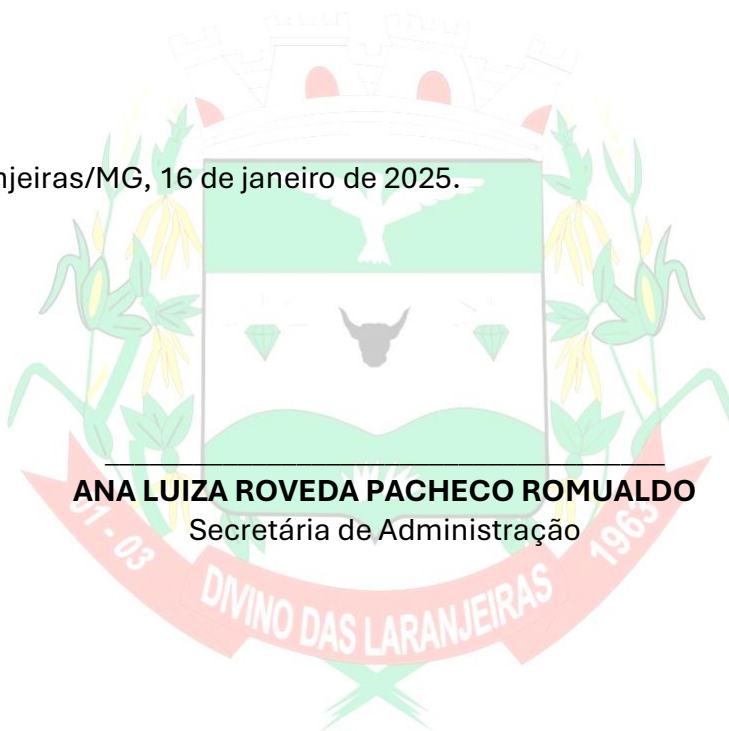 njeiras/MG, 16 de janeiro de 2025.
ANA LUIZA ROVEDA PACHECO ROMUALDO
Secretária de Administração
01 - 03
DIVINO DAS LARANJEIRAS
1963